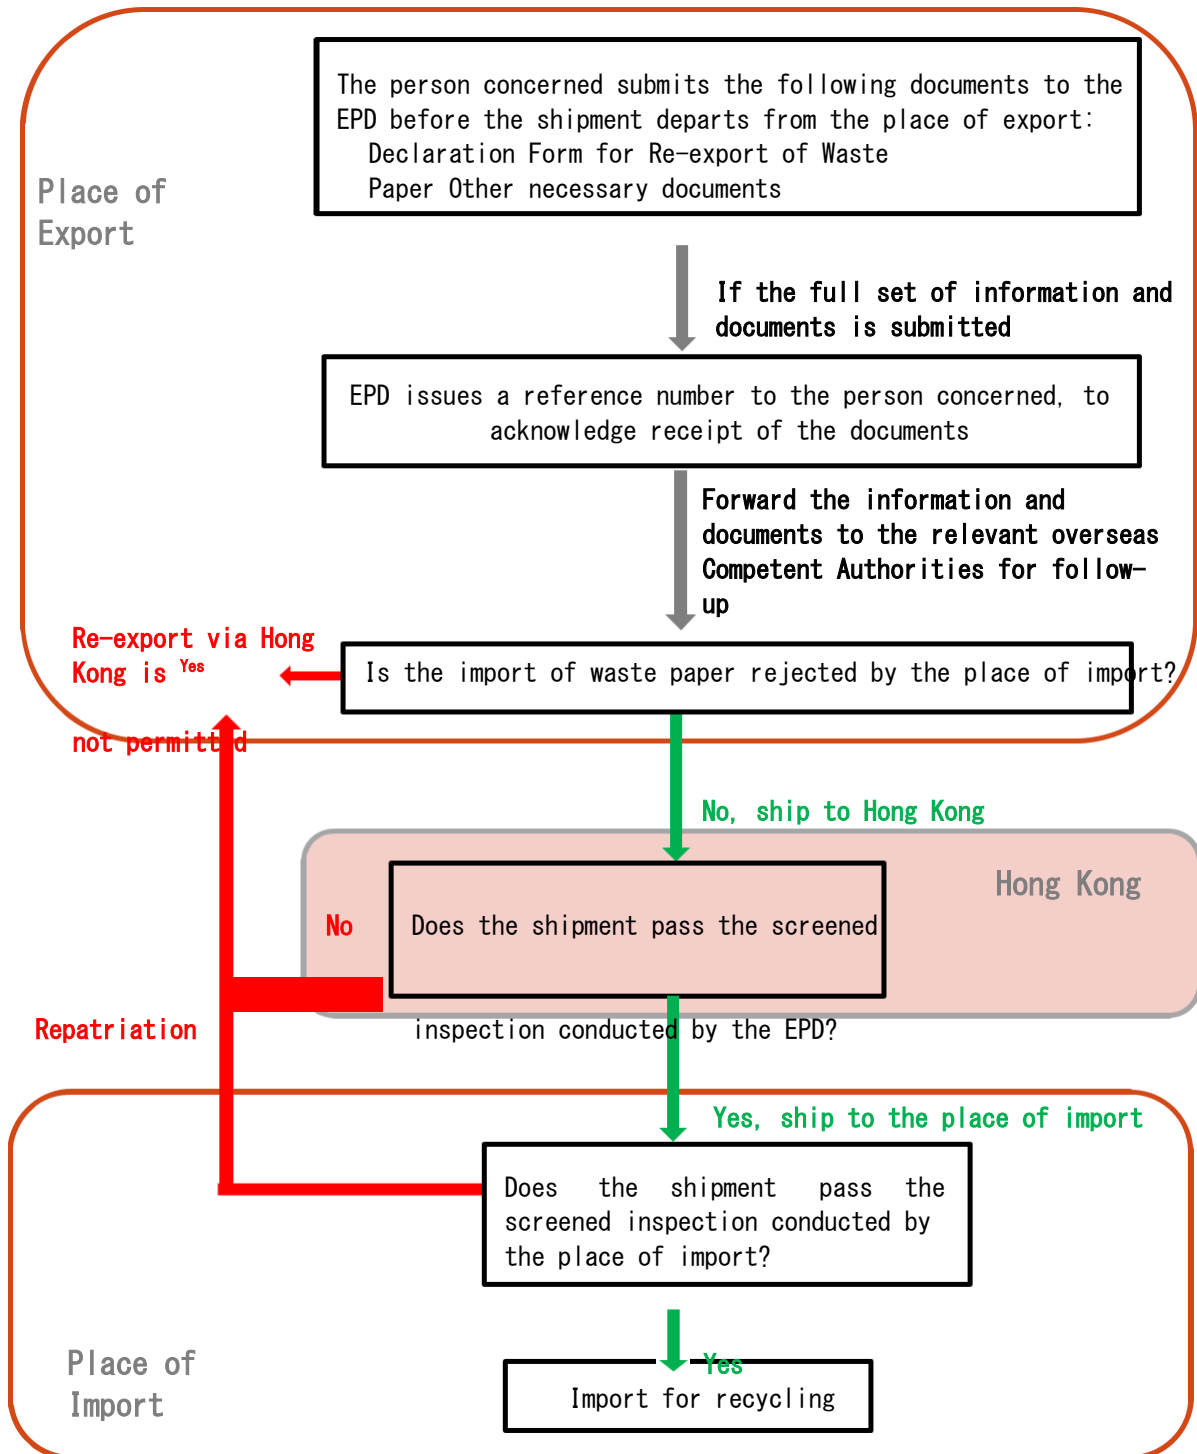 The person concerned submits the following documents to the
EPD before the shipment departs from the place of export:
Declaration Form for Re-export of Waste
Paper Other necessary documents
Place of
Export
If the full set of information and
documents is submitted
EPD issues a reference number to the person concerned, to
acknowledge receipt of the documents
Forward the information and
documents to the relevant overseas
Competent Authorities for follow-
up
Re-export via Hong
Kong is Yes
not permitted
Is the import of waste paper rejected by the place of import?
No, ship to Hong Kong
Hong Kong
No
Does the shipment pass the screened
inspection conducted by the EPD?
Repatriation
Yes, ship to the place of import
Does the shipment pass the
screened inspection conducted by
the place of import?
Place of
Import
Yes
Import for recycling